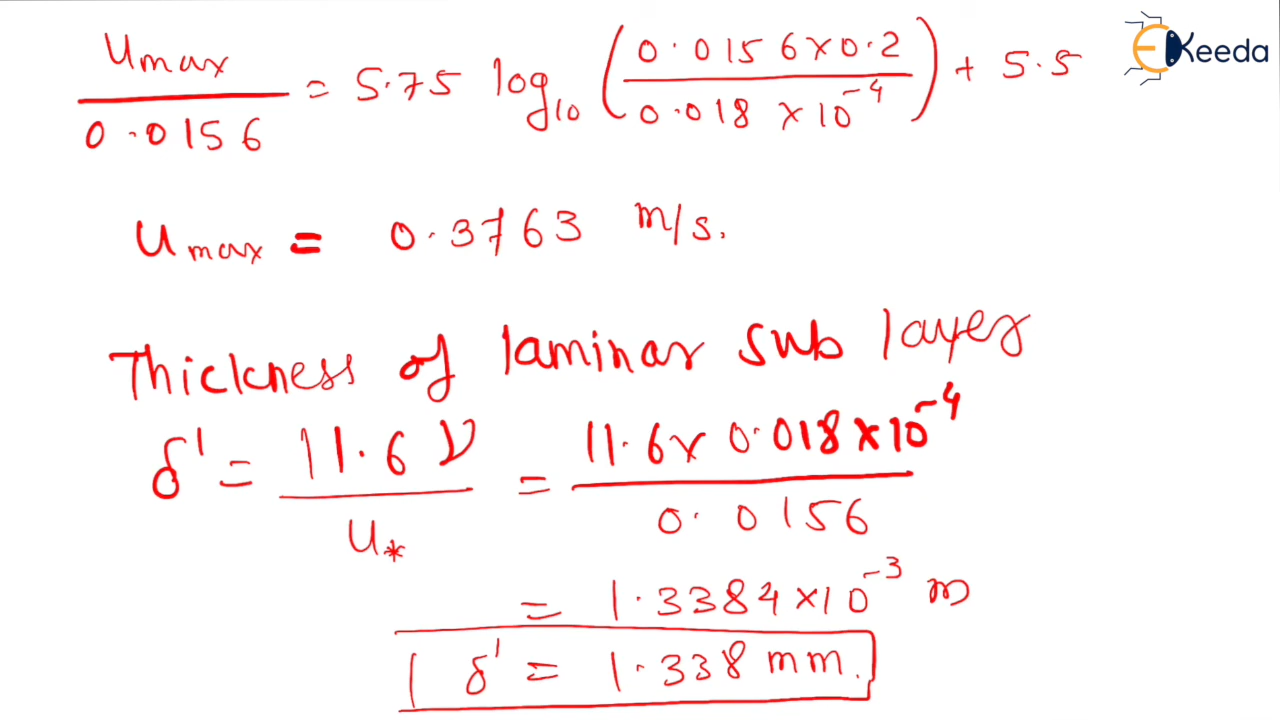 Keeda
Umax / 0.0156 = 5.75 log10 (0.0156×0.2 / 0.018 × 10^-4) + 5.5
Umax = 0.3763 m/s.
Thickness of laminar sub layer
δ' = 11.6 ν / U* = 11.6× 0.018×10^-4 / 0.0156
= 1.3384×10^-3 m
δ' = 1.338 mm.